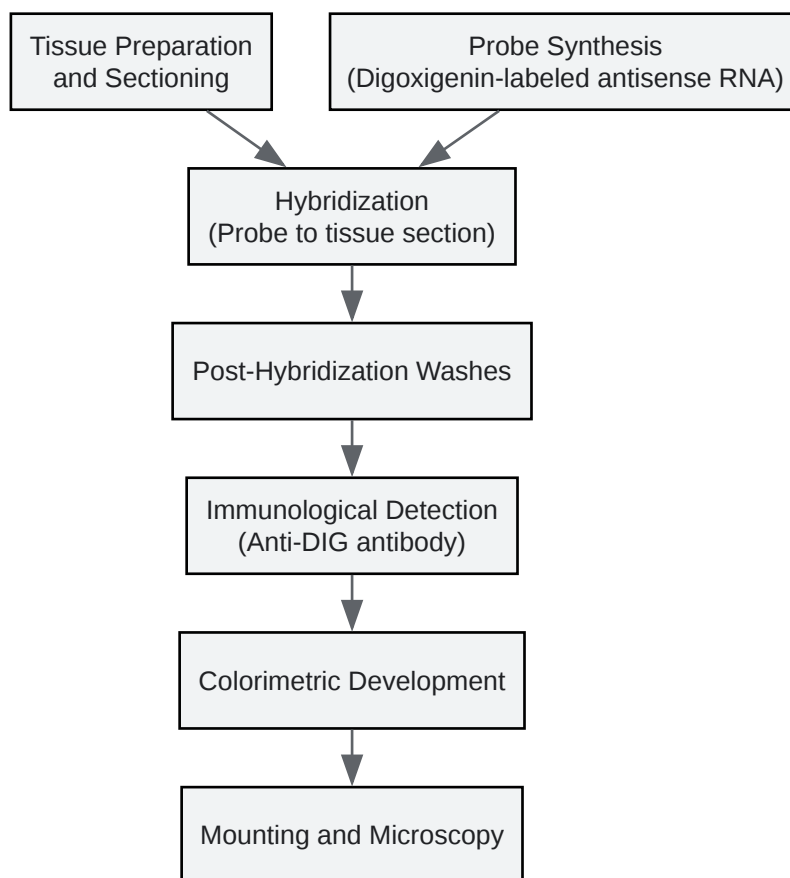 Tissue Preparation
and Sectioning
Probe Synthesis
(Digoxigenin-labeled antisense RNA)
Hybridization
(Probe to tissue section)
Post-Hybridization Washes
Immunological Detection
(Anti-DIG antibody)
Colorimetric Development
Mounting and Microscopy